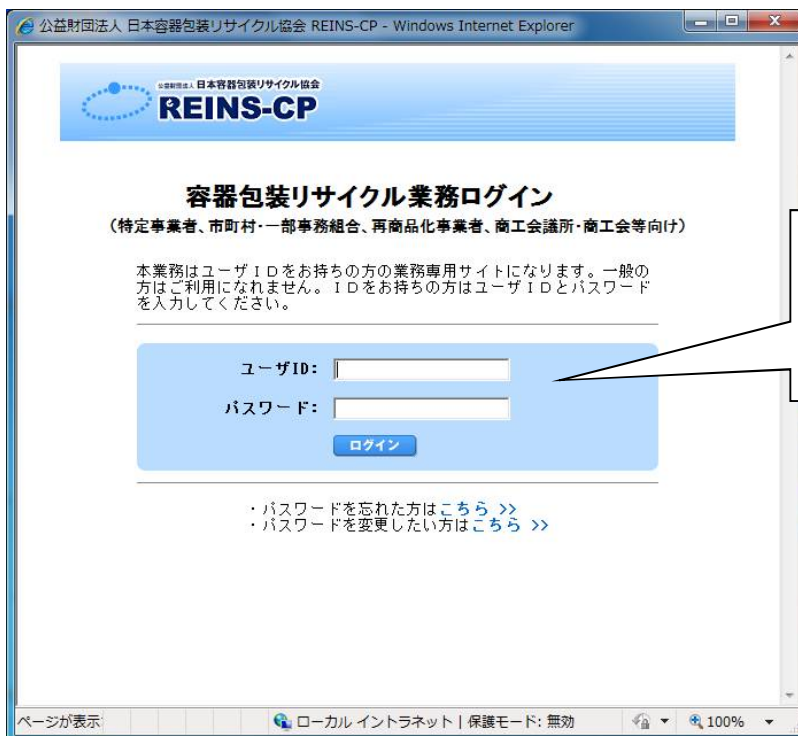 公益財団法人 日本容器包装リサイクル協会 REINS-CP - Windows Internet Explorer
公益財団法人 日本容器包装リサイクル協会
REINS-CP
容器包装リサイクル業務ログイン
(特定事業者、市町村・一部事務組合、再商品化事業者、商工会議所・商工会等向け)
本業務はユーザIDをお持ちの方の業務専用サイトになります。一般の
方はご利用になれません。IDをお持ちの方はユーザIDとパスワード
を入力してください。
ユーザID:
パスワード:
ログイン
・パスワードを忘れた方はこちら >>
・パスワードを変更したい方はこちら >>
ページが表示 ローカル イントラネット | 保護モード: 無効 100%